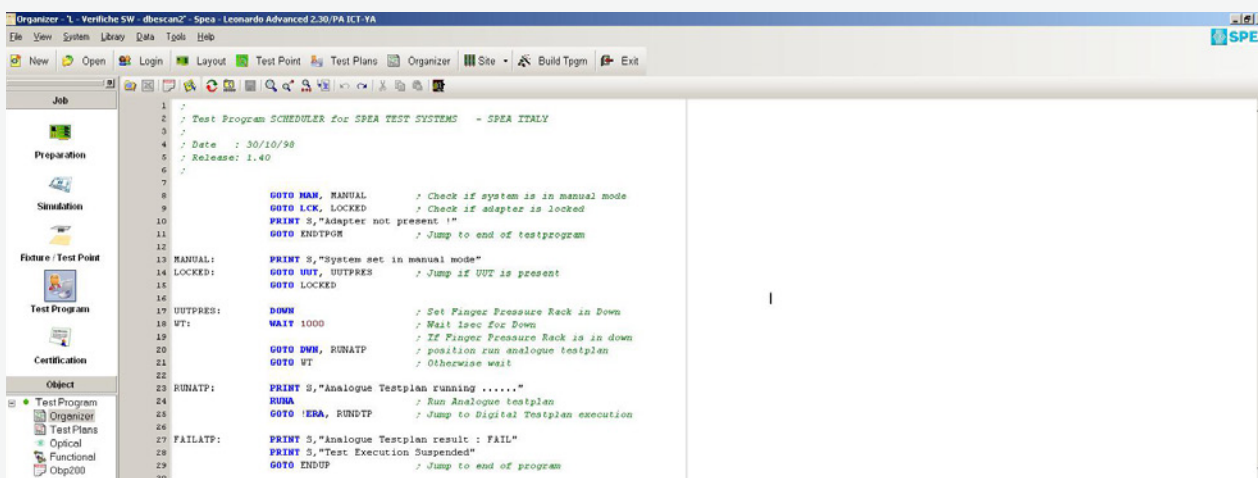 Organizer - 'L - Verifiche SW - dbescan2' - Spea - Leonardo Advanced 2.30/PA ICT-YA
File View System Library Data Tools Help
SPE
New Open Login Layout Test Point Test Plans Organizer Site Build Tpgm Exit
Job
Preparation
Simulation
Fixture / Test Point
Test Program
Certification
Object
Test Program
Organizer
Test Plans
Optical
Functional
Obp200
1 ;
2 ; Test Program SCHEDULER for SPEA TEST SYSTEMS - SPEA ITALY
3 ;
4 ; Date : 30/10/98
5 ; Release: 1.40
6 ;
7
8 GOTO MAN, MANUAL ; Check if system is in manual mode
9 GOTO LCK, LOCKED ; Check if adapter is locked
10 PRINT S,"Adapter not present !"
11 GOTO ENDTPGM ; Jump to end of testprogram
12
13 MANUAL: PRINT S,"System set in manual mode"
14 LOCKED: GOTO UUT, UUTPRES ; Jump if UUT is present
15 GOTO LOCKED
16
17 UUTPRES: DOWN ; Set Finger Pressure Rack in Down
18 WT: WAIT 1000 ; Wait 1sec for Down
19 ; If Finger Pressure Rack is in down
20 GOTO DWN, RUNATP ; position run analogue testplan
21 GOTO WT ; Otherwise wait
22
23 RUNATP: PRINT S,"Analogue Testplan running ......"
24 RUNA ; Run Analogue testplan
25 GOTO !ERA, RUNDTP ; Jump to Digital Testplan execution
26
27 FAILATP: PRINT S,"Analogue Testplan result : FAIL"
28 PRINT S,"Test Execution Suspended"
29 GOTO ENDUP ; Jump to end of program
30